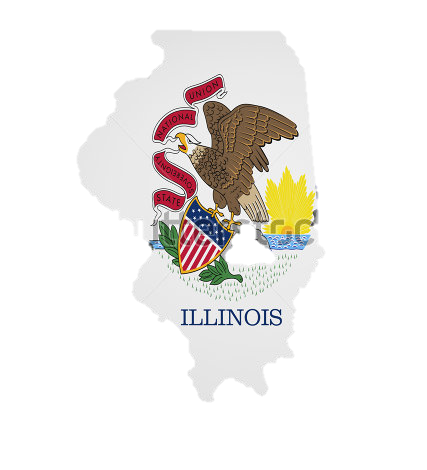 UNION
NATIONAL
SOVEREIGNTY
STATE
ILLINOIS